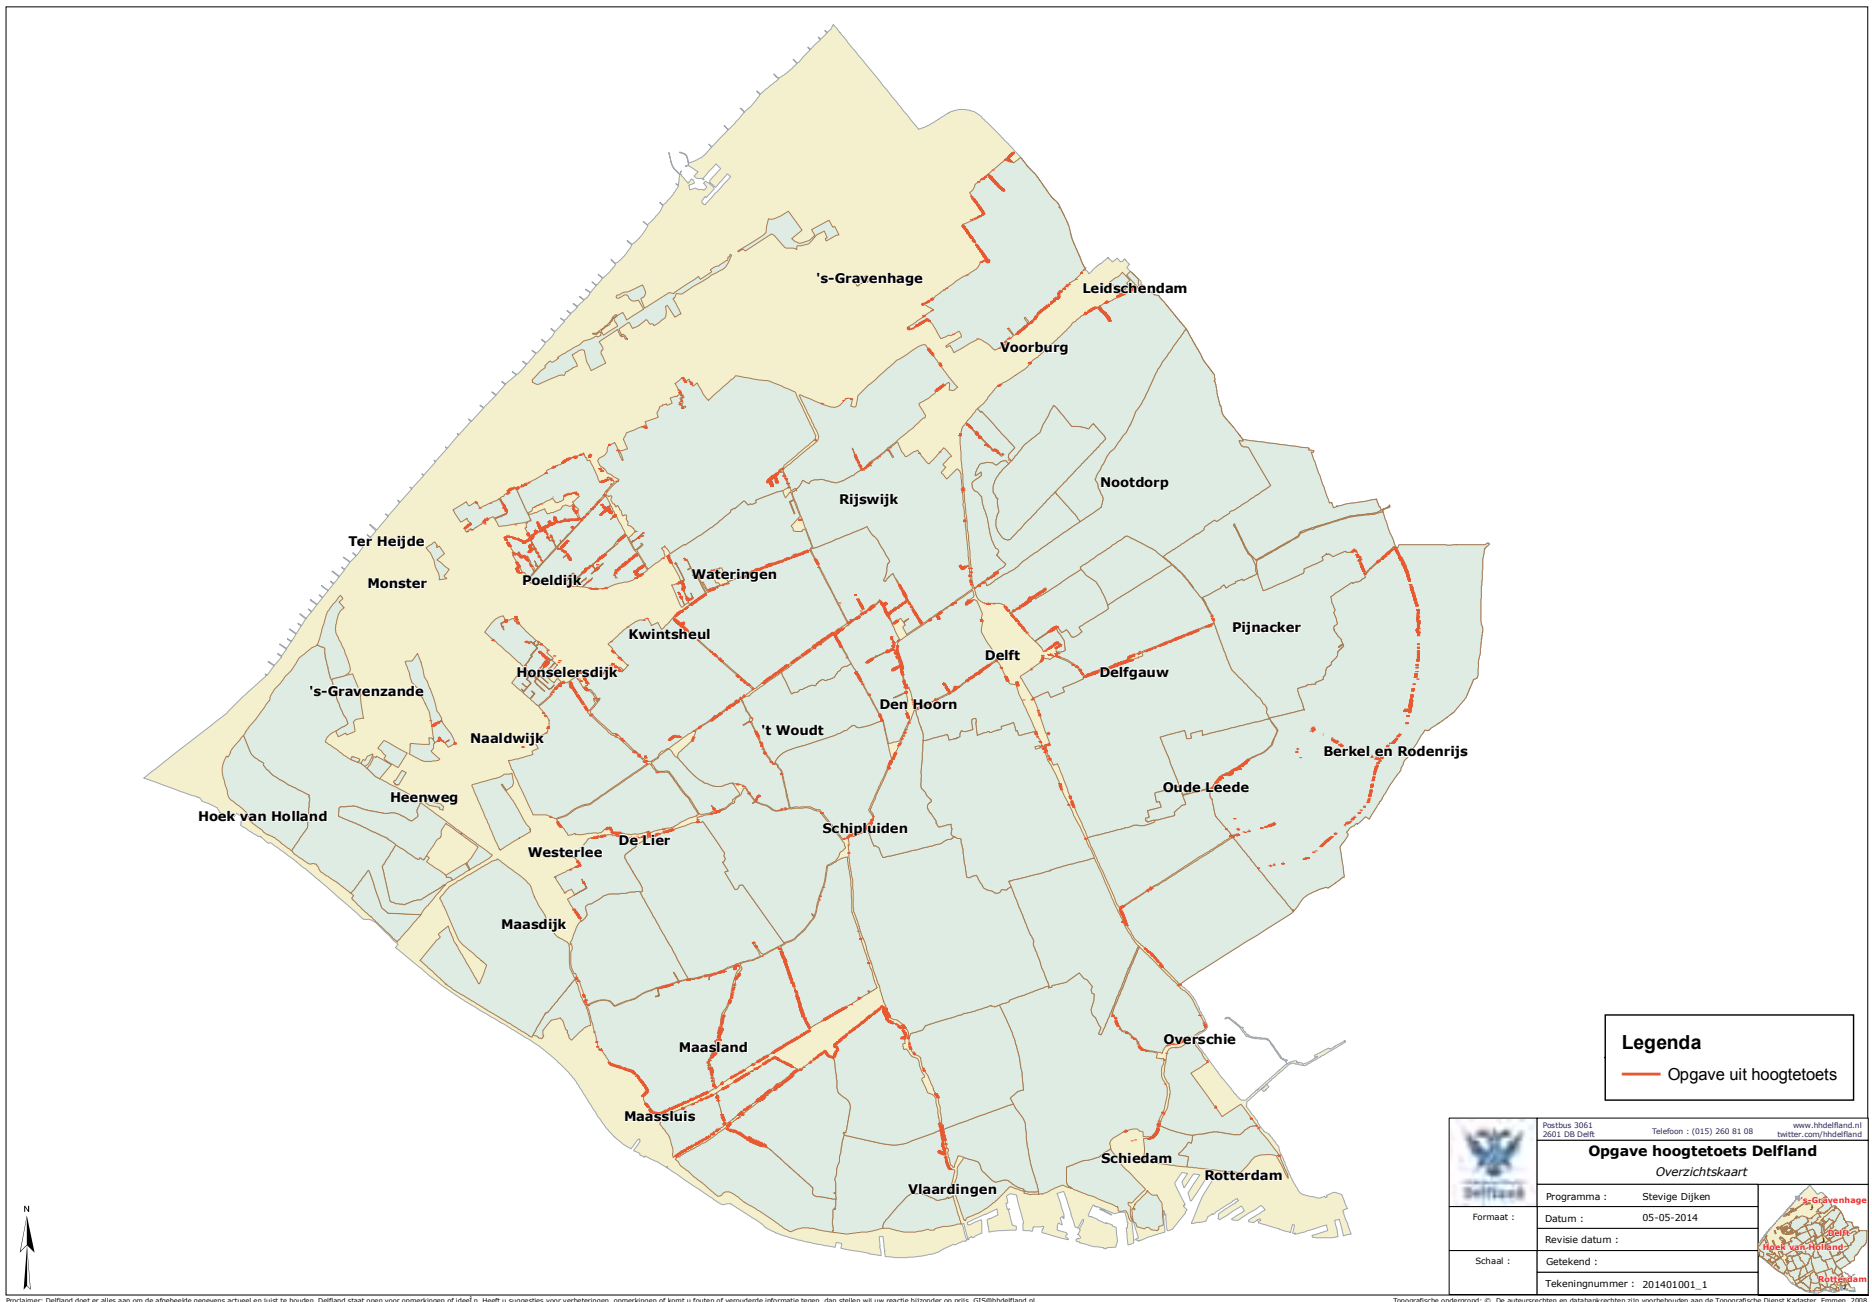 's-Gravenhage
Leidschendam
Voorburg
Nootdorp
Rijswijk
Ter Heijde
Monster
Poeldijk
Wateringen
Kwintsheul
Pijnacker
Delft
Delfgauw
Honselersdijk
's-Gravenzande
Den Hoorn
't Woudt
Naaldwijk
Berkel en Rodenrijs
Oude Leede
Heenweg
Hoek van Holland
Schipluiden
De Lier
Westerlee
Maasdijk
Overschie
Maasland
Maassluis
Schiedam
Rotterdam
Vlaardingen
N
Legenda
Opgave uit hoogtetoets
Postbus 3061
2601 DB Delft
Telefoon : (015) 260 81 08
www.hhdelfland.nl
twitter.com/hhdelfland
Delfland
Opgave hoogtetoets Delfland
Overzichtskaart
Programma : Stevige Dijken
Formaat :
Datum : 05-05-2014
Revisie datum :
Schaal :
Getekend :
Tekeningnummer : 201401001_1
's-Gravenhage
Delft
Hoek van Holland
Rotterdam